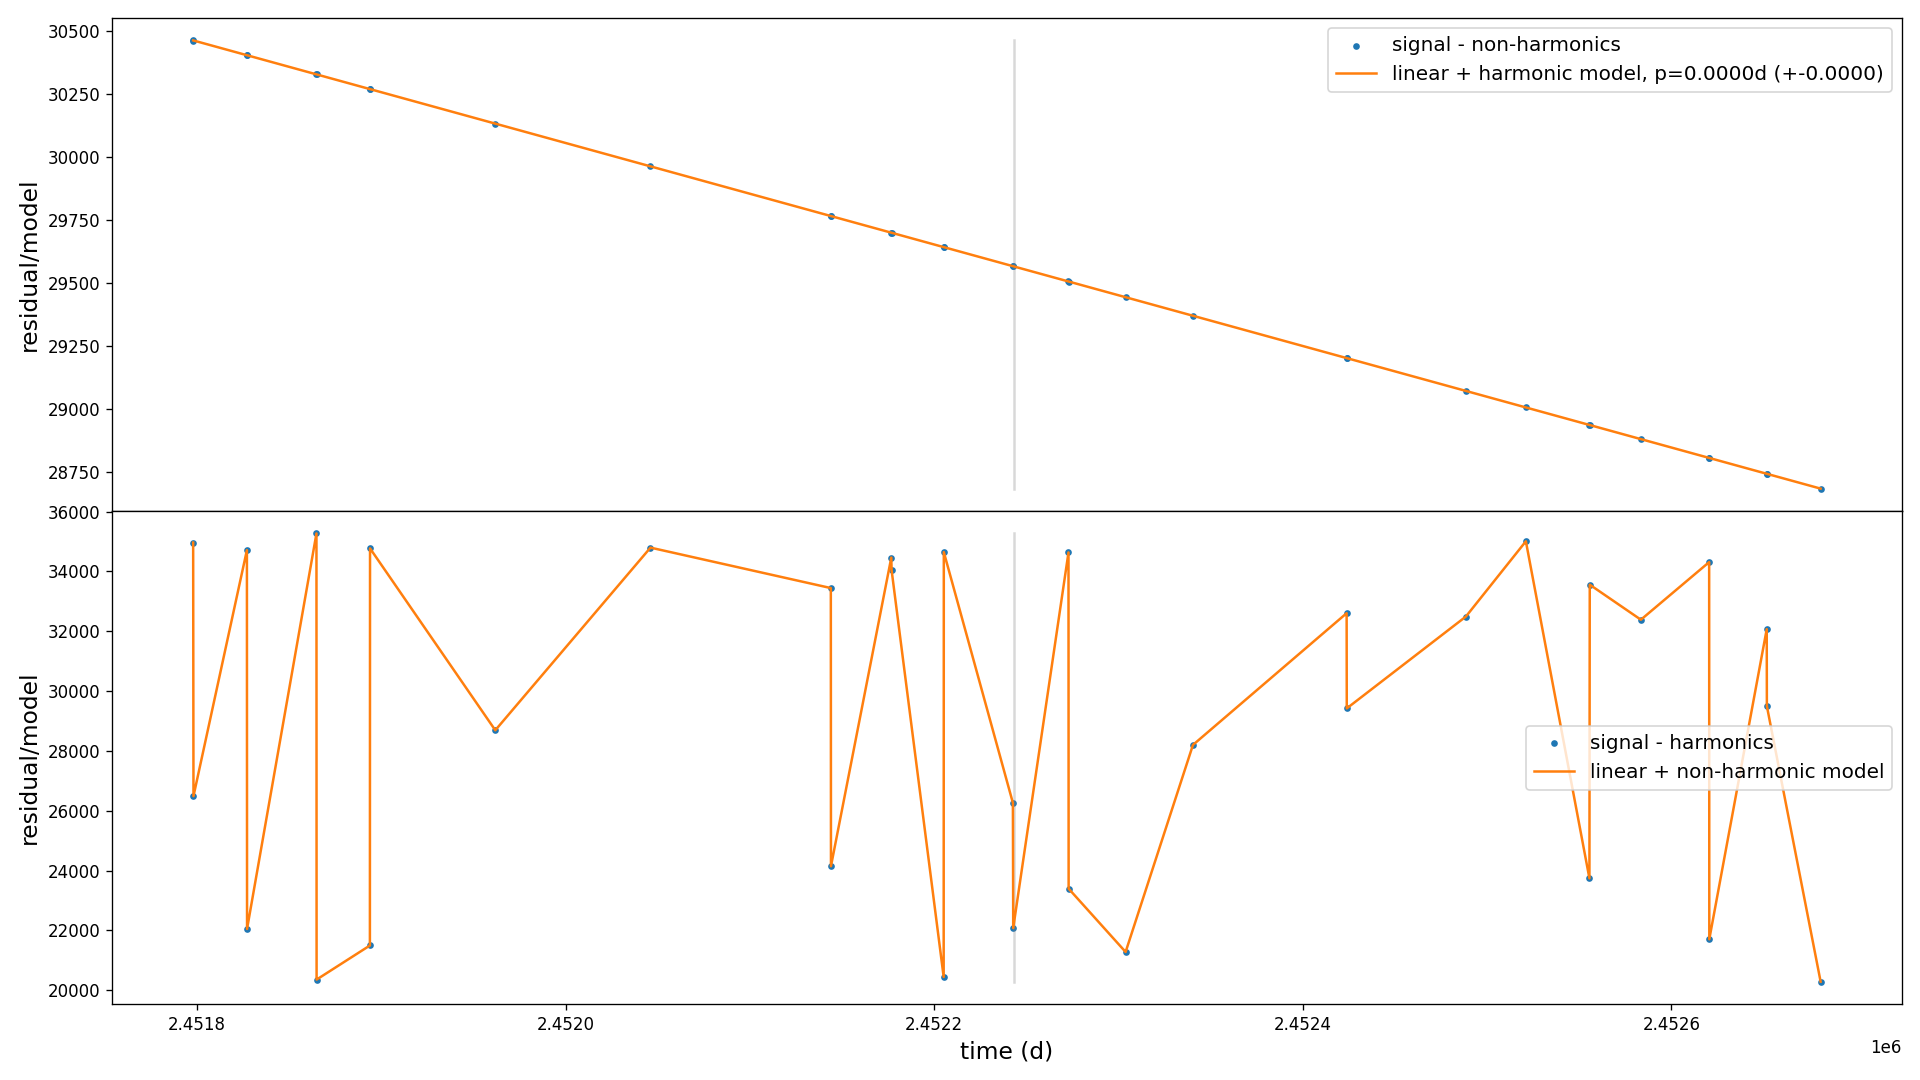 30500
30250
30000
29750
29500
29250
29000
28750
residual/model
signal - non-harmonics
linear + harmonic model, p=0.0000d (+-0.0000)
36000
34000
32000
30000
28000
26000
24000
22000
20000
residual/model
signal - harmonics
linear + non-harmonic model
2.4518 2.4520 2.4522 2.4524 2.4526
1e6
time (d)